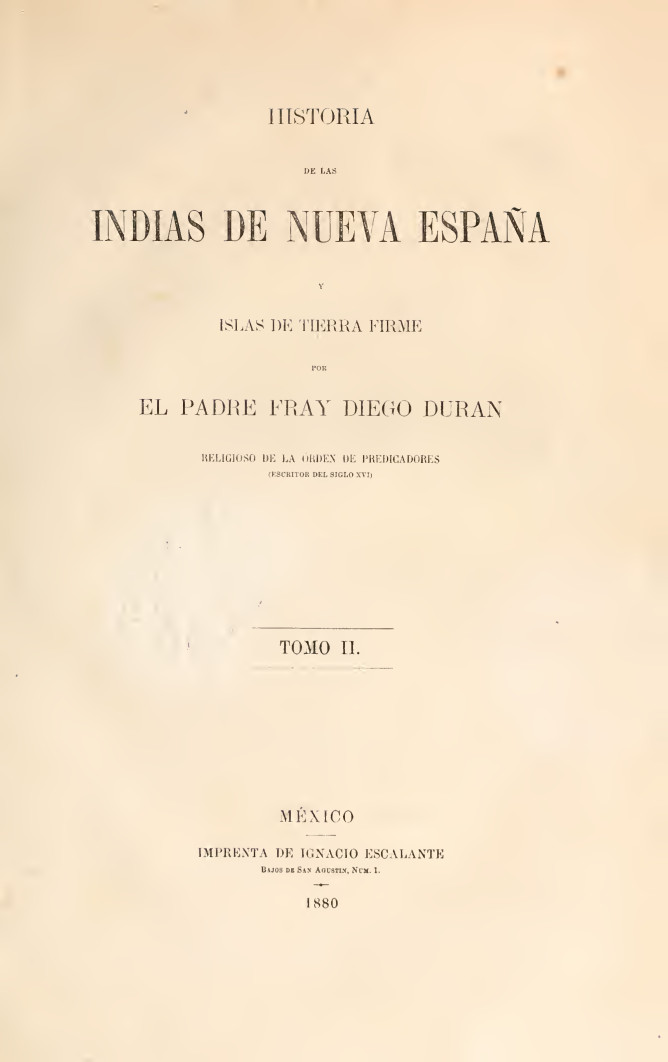 HISTORIA
DE LAS
INDIAS DE NUEVA ESPAÑA
Y
ISLAS DE TIERRA FIRME
POR
EL PADRE FRAY DIEGO DURAN
RELIGIOSO DE LA ORDEN DE PREDICADORES
(ESCRITOR DEL SIGLO XVI)
TOMO II.
MÉXICO
IMPRENTA DE IGNACIO ESCALANTE
BAJOS DE SAN AGUSTIN, NUM. 1.
1880